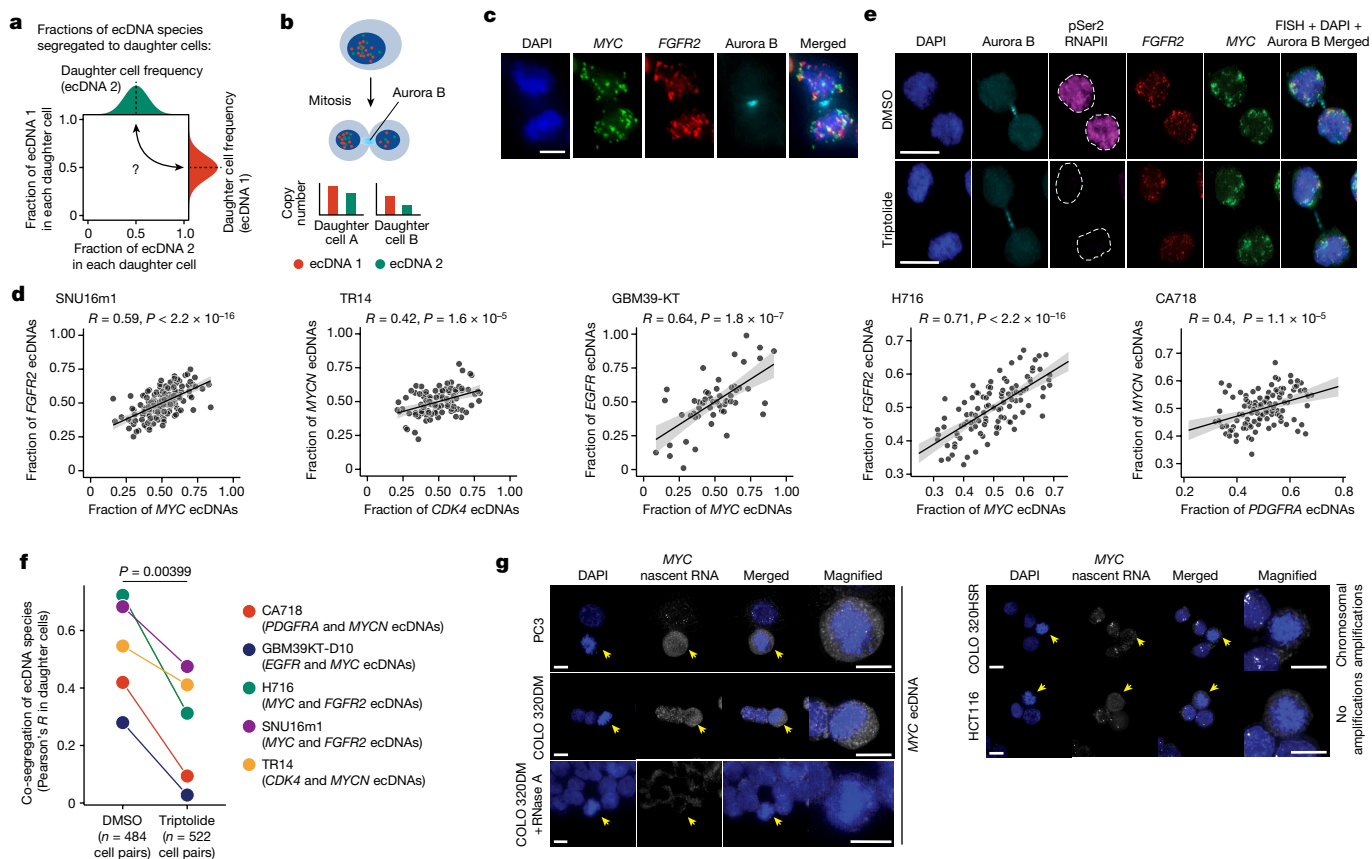 a
Fractions of ecDNA species
segregated to daughter cells:
Daughter cell frequency
(ecDNA 2)
Fraction of ecDNA 1
in each daughter cell
1.0
0.5
0
?
0
0.5
1.0
Fraction of ecDNA 2
in each daughter cell
Daughter cell frequency
(ecDNA 1)
b
Mitosis
Aurora B
Copy
number
Daughter
cell A
Daughter
cell B
ecDNA 1
ecDNA 2
c
DAPI
MYC
FGFR2
Aurora B
Merged
e
DAPI
Aurora B
pSer2
RNAPII
FGFR2
MYC
FISH + DAPI +
Aurora B Merged
DMSO
Triptolide
d
SNU16m1
R = 0.59, P < 2.2 × 10−16
Fraction of FGFR2 ecDNAs
1.00
0.75
0.50
0.25
0
0 0.25 0.50 0.75 1.00
Fraction of MYC ecDNAs
TR14
R = 0.42, P = 1.6 × 10−5
Fraction of MYCN ecDNAs
1.00
0.75
0.50
0.25
0
0 0.25 0.50 0.75 1.00
Fraction of CDK4 ecDNAs
GBM39-KT
R = 0.64, P = 1.8 × 10−7
Fraction of EGFR ecDNAs
1.00
0.75
0.50
0.25
0
0 0.25 0.50 0.75 1.00
Fraction of MYC ecDNAs
H716
R = 0.71, P < 2.2 × 10−16
Fraction of FGFR2 ecDNAs
0.7
0.6
0.5
0.4
0.3
0.3 0.4 0.5 0.6 0.7
Fraction of MYC ecDNAs
CA718
R = 0.4, P = 1.1 × 10−5
Fraction of MYCN ecDNAs
0.7
0.6
0.5
0.4
0.3
0.2 0.4 0.6 0.8
Fraction of PDGFRA ecDNAs
f
P = 0.00399
Co-segregation of ecDNA species
(Pearson's R in daughter cells)
0.6
0.4
0.2
0
DMSO
(n = 484
cell pairs)
Triptolide
(n = 522
cell pairs)
CA718
(PDGFRA and MYCN ecDNAs)
GBM39KT-D10
(EGFR and MYC ecDNAs)
H716
(MYC and FGFR2 ecDNAs)
SNU16m1
(MYC and FGFR2 ecDNAs)
TR14
(CDK4 and MYCN ecDNAs)
g
DAPI
MYC
nascent RNA
Merged
Magnified
PC3
COLO 320DM
COLO 320DM
+RNase A
MYC ecDNA
DAPI
MYC
nascent RNA
Merged
Magnified
COLO 320HSR
HCT116
Chromosomal
amplifications
No
amplifications